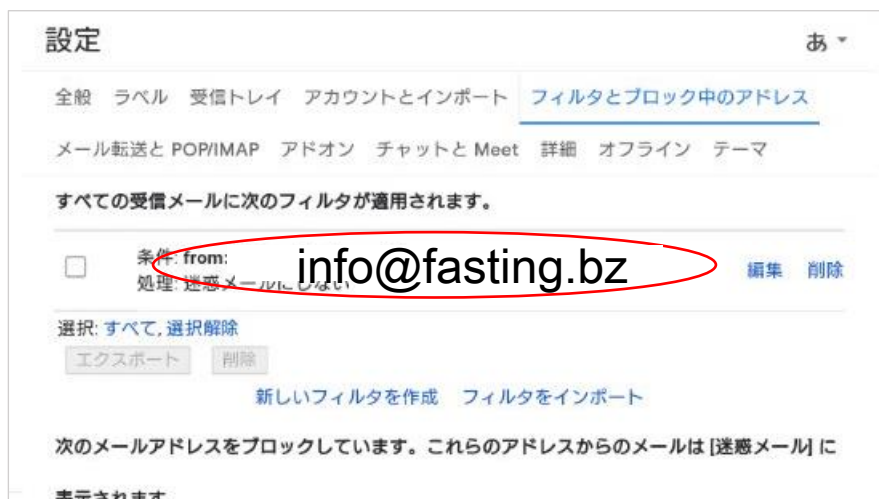 設定
あ
全般 ラベル 受信トレイ アカウントとインポート フィルタとブロック中のアドレス
メール転送と POP/IMAP アドオン チャットと Meet 詳細 オフライン テーマ
すべての受信メールに次のフィルタが適用されます。
条件: from: info@fasting.bz
処理: 迷惑メールにしない
編集 削除
選択: すべて, 選択解除
エクスポート 削除
新しいフィルタを作成 フィルタをインポート
次のメールアドレスをブロックしています。これらのアドレスからのメールは [迷惑メール] に
表示されます。